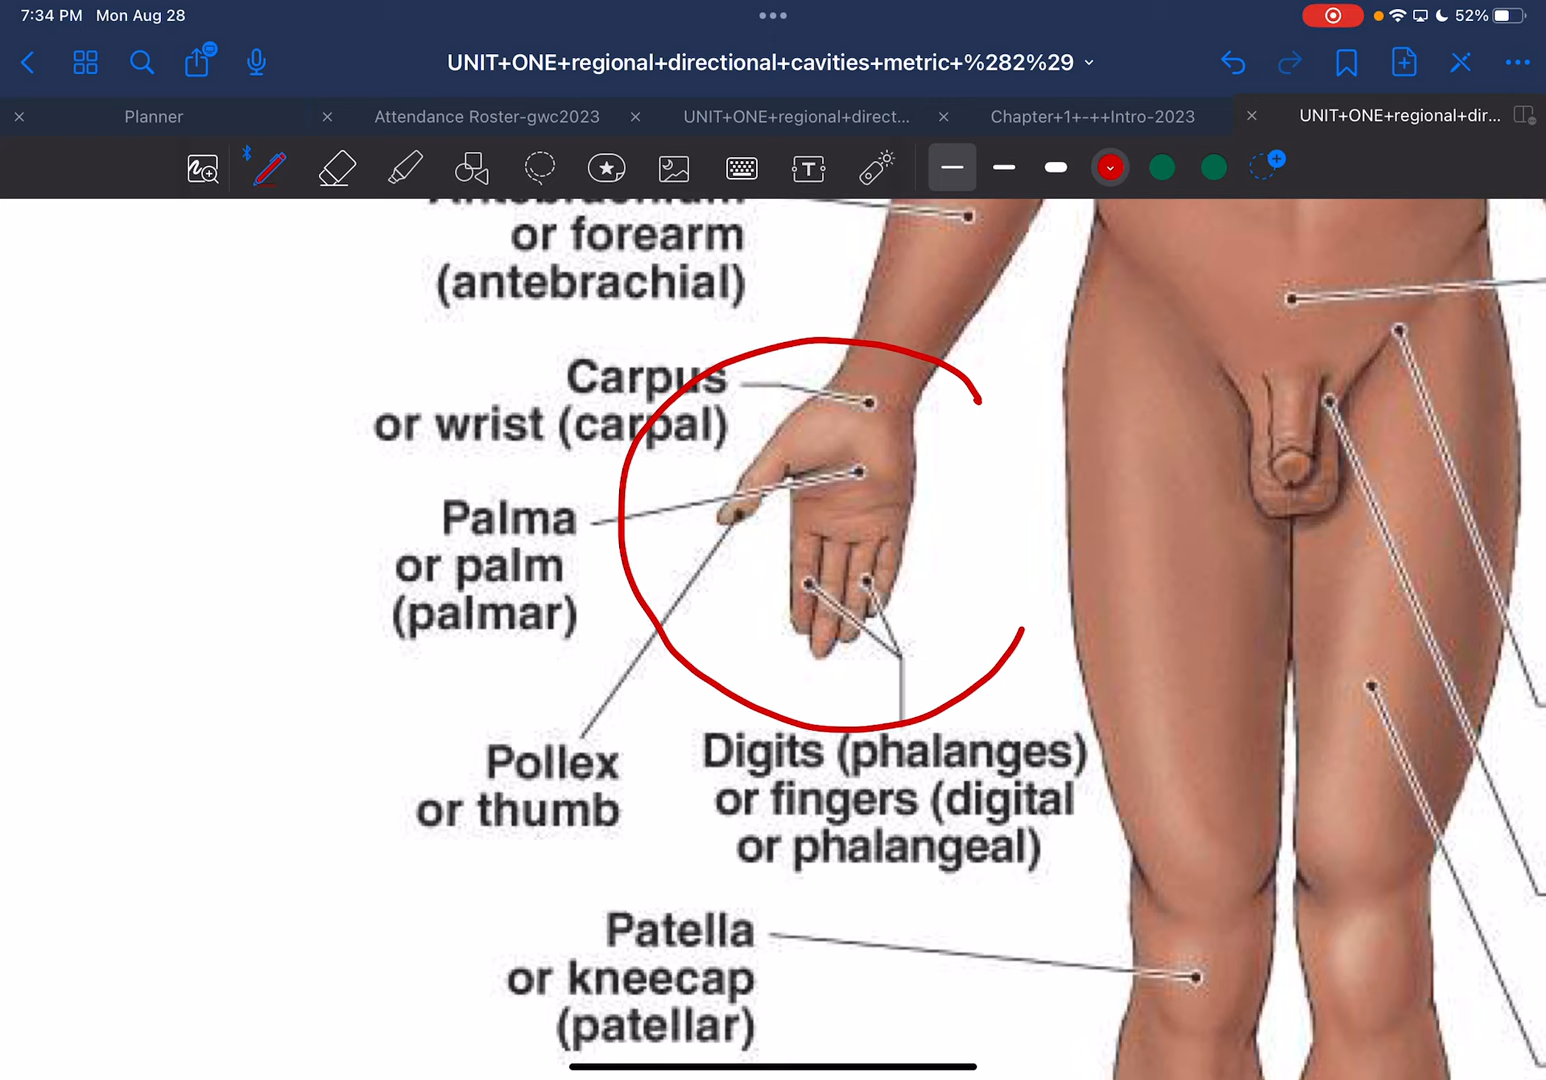 7:34 PM Mon Aug 28
52%
UNIT+ONE+regional+directional+cavities+metric+%282%29
Planner
Attendance Roster-gwc2023
UNIT+ONE+regional+direct...
Chapter+1+-++Intro-2023
UNIT+ONE+regional+dir...
T
or forearm
(antebrachial)
Carpus
or wrist (carpal)
Palma
or palm
(palmar)
Pollex
or thumb
Digits (phalanges)
or fingers (digital
or phalangeal)
Patella
or kneecap
(patellar)